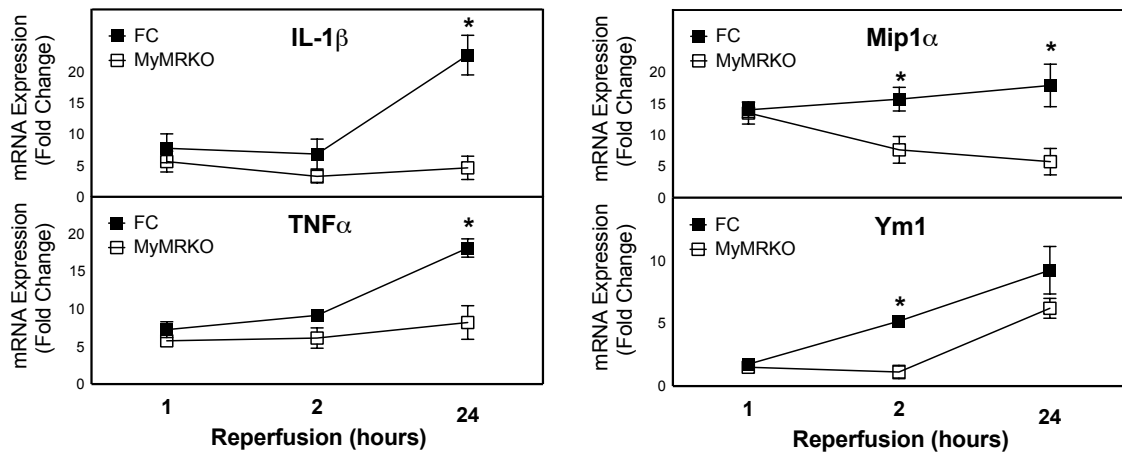 mRNA Expression
(Fold Change)
FC
MyMRKO
IL-1β
*
20
15
10
5
0
mRNA Expression
(Fold Change)
FC
MyMRKO
TNFα
*
20
15
10
5
0
1
2
24
Reperfusion (hours)
mRNA Expression
(Fold Change)
FC
MyMRKO
Mip1α
*
*
20
15
10
5
0
mRNA Expression
(Fold Change)
FC
MyMRKO
Ym1
*
10
5
0
1
2
24
Reperfusion (hours)